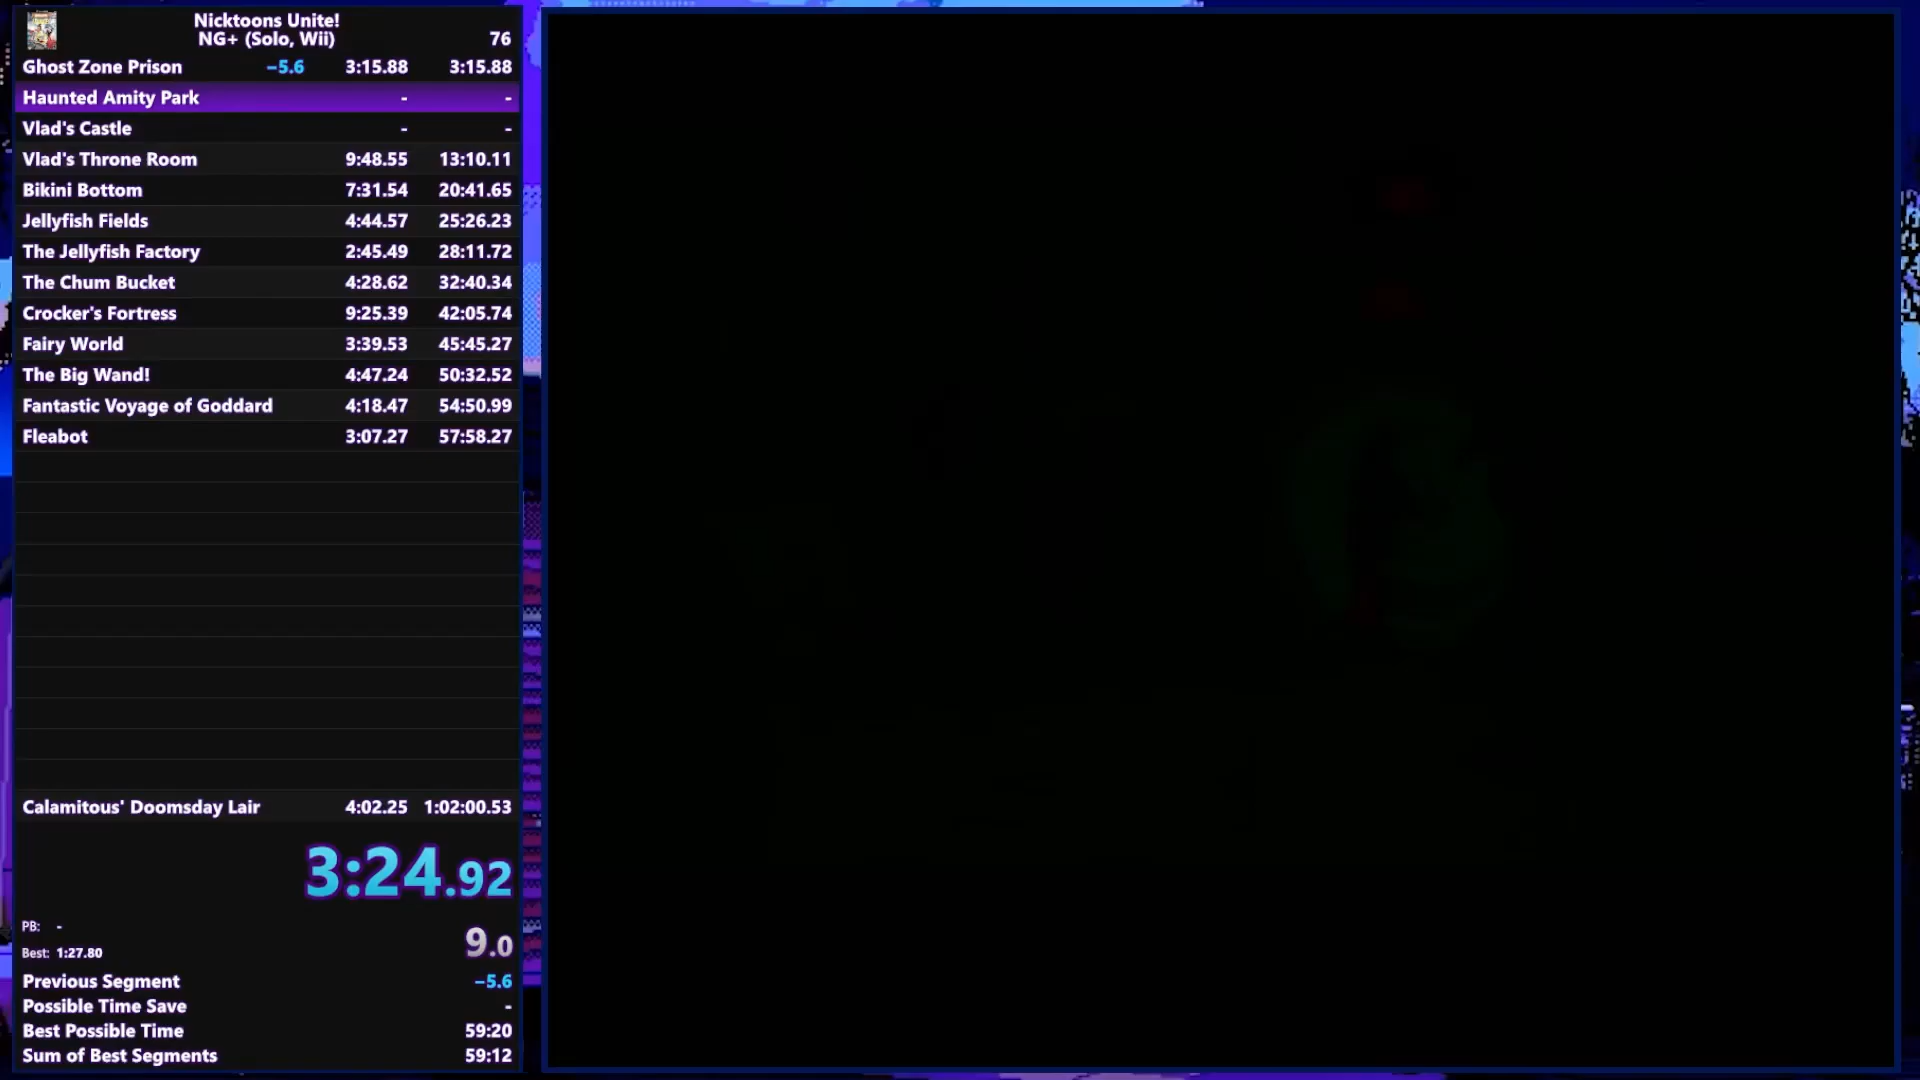 Nicktoons Unite!
NG+ (Solo, Wii) 76
Ghost Zone Prison −5.6 3:15.88 3:15.88
Haunted Amity Park - -
Vlad's Castle - -
Vlad's Throne Room 9:48.55 13:10.11
Bikini Bottom 7:31.54 20:41.65
Jellyfish Fields 4:44.57 25:26.23
The Jellyfish Factory 2:45.49 28:11.72
The Chum Bucket 4:28.62 32:40.34
Crocker's Fortress 9:25.39 42:05.74
Fairy World 3:39.53 45:45.27
The Big Wand! 4:47.24 50:32.52
Fantastic Voyage of Goddard 4:18.47 54:50.99
Fleabot 3:07.27 57:58.27
Calamitous' Doomsday Lair 4:02.25 1:02:00.53
3:24.92
PB: -
9.0
Best: 1:27.80
Previous Segment −5.6
Possible Time Save -
Best Possible Time 59:20
Sum of Best Segments 59:12